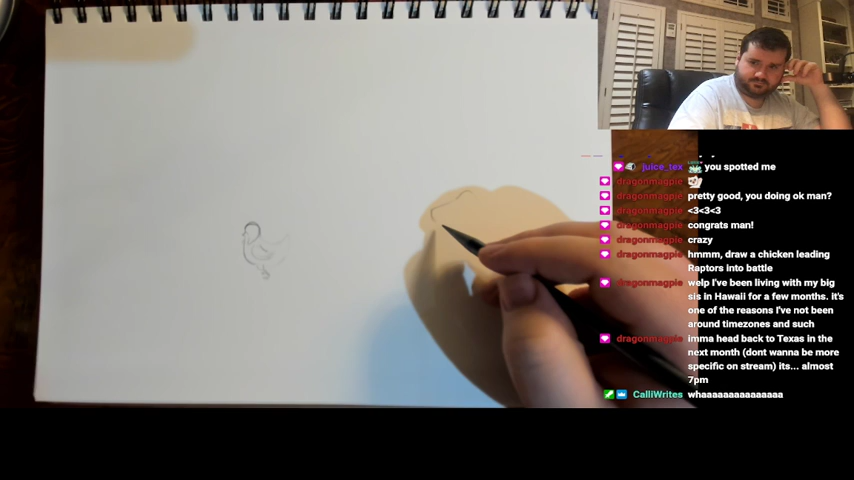 juice_tex you spotted me
dragonmagpie
dragonmagpie pretty good, you doing ok man?
dragonmagpie <3<3<3
dragonmagpie congrats man!
dragonmagpie crazy
dragonmagpie hmmm, draw a chicken leading
Raptors into battle
dragonmagpie welp I've been living with my big
sis in Hawaii for a few months. It's
one of the reasons I've not been
around timezones and such
dragonmagpie imma head back to Texas in the
next month (dont wanna be more
specific on stream) its... almost
7pm
CalliWrites whaaaaaaaaaaaaaaa